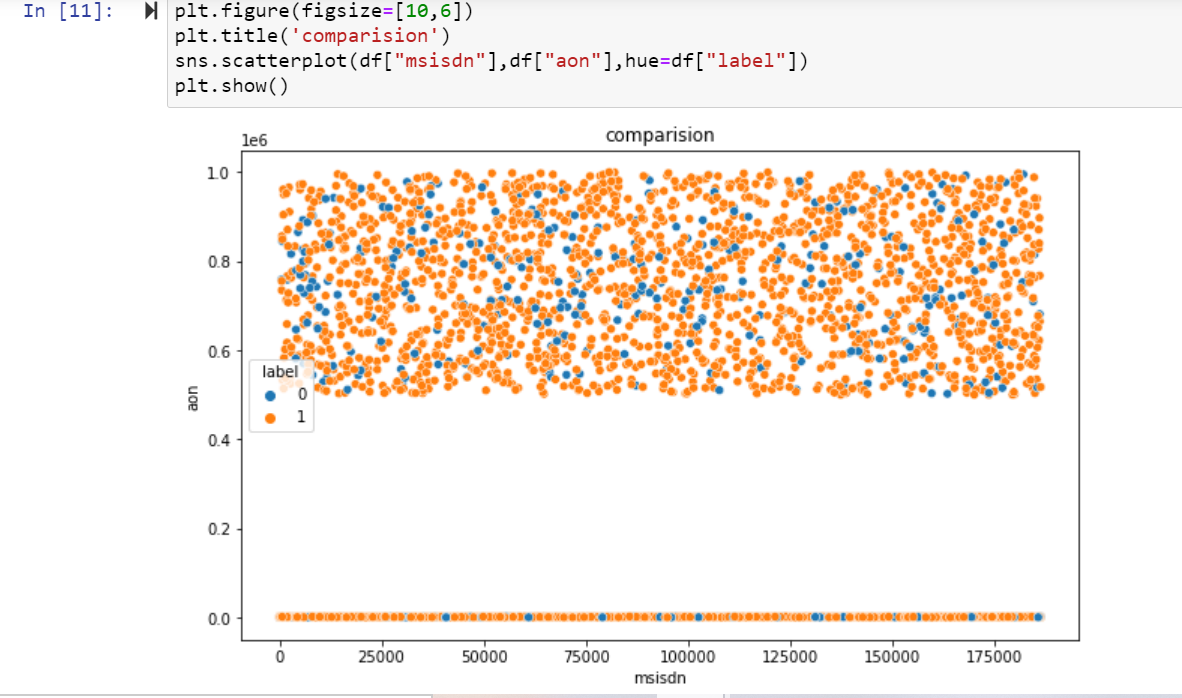 In [11]:
plt.figure(figsize=[10,6])
plt.title('comparision')
sns.scatterplot(df["msisdn"],df["aon"],hue=df["label"])
plt.show()
comparision
1e6
1.0
0.8
0.6
label
0
1
aon
0.4
0.2
0.0
0 25000 50000 75000 100000 125000 150000 175000
msisdn